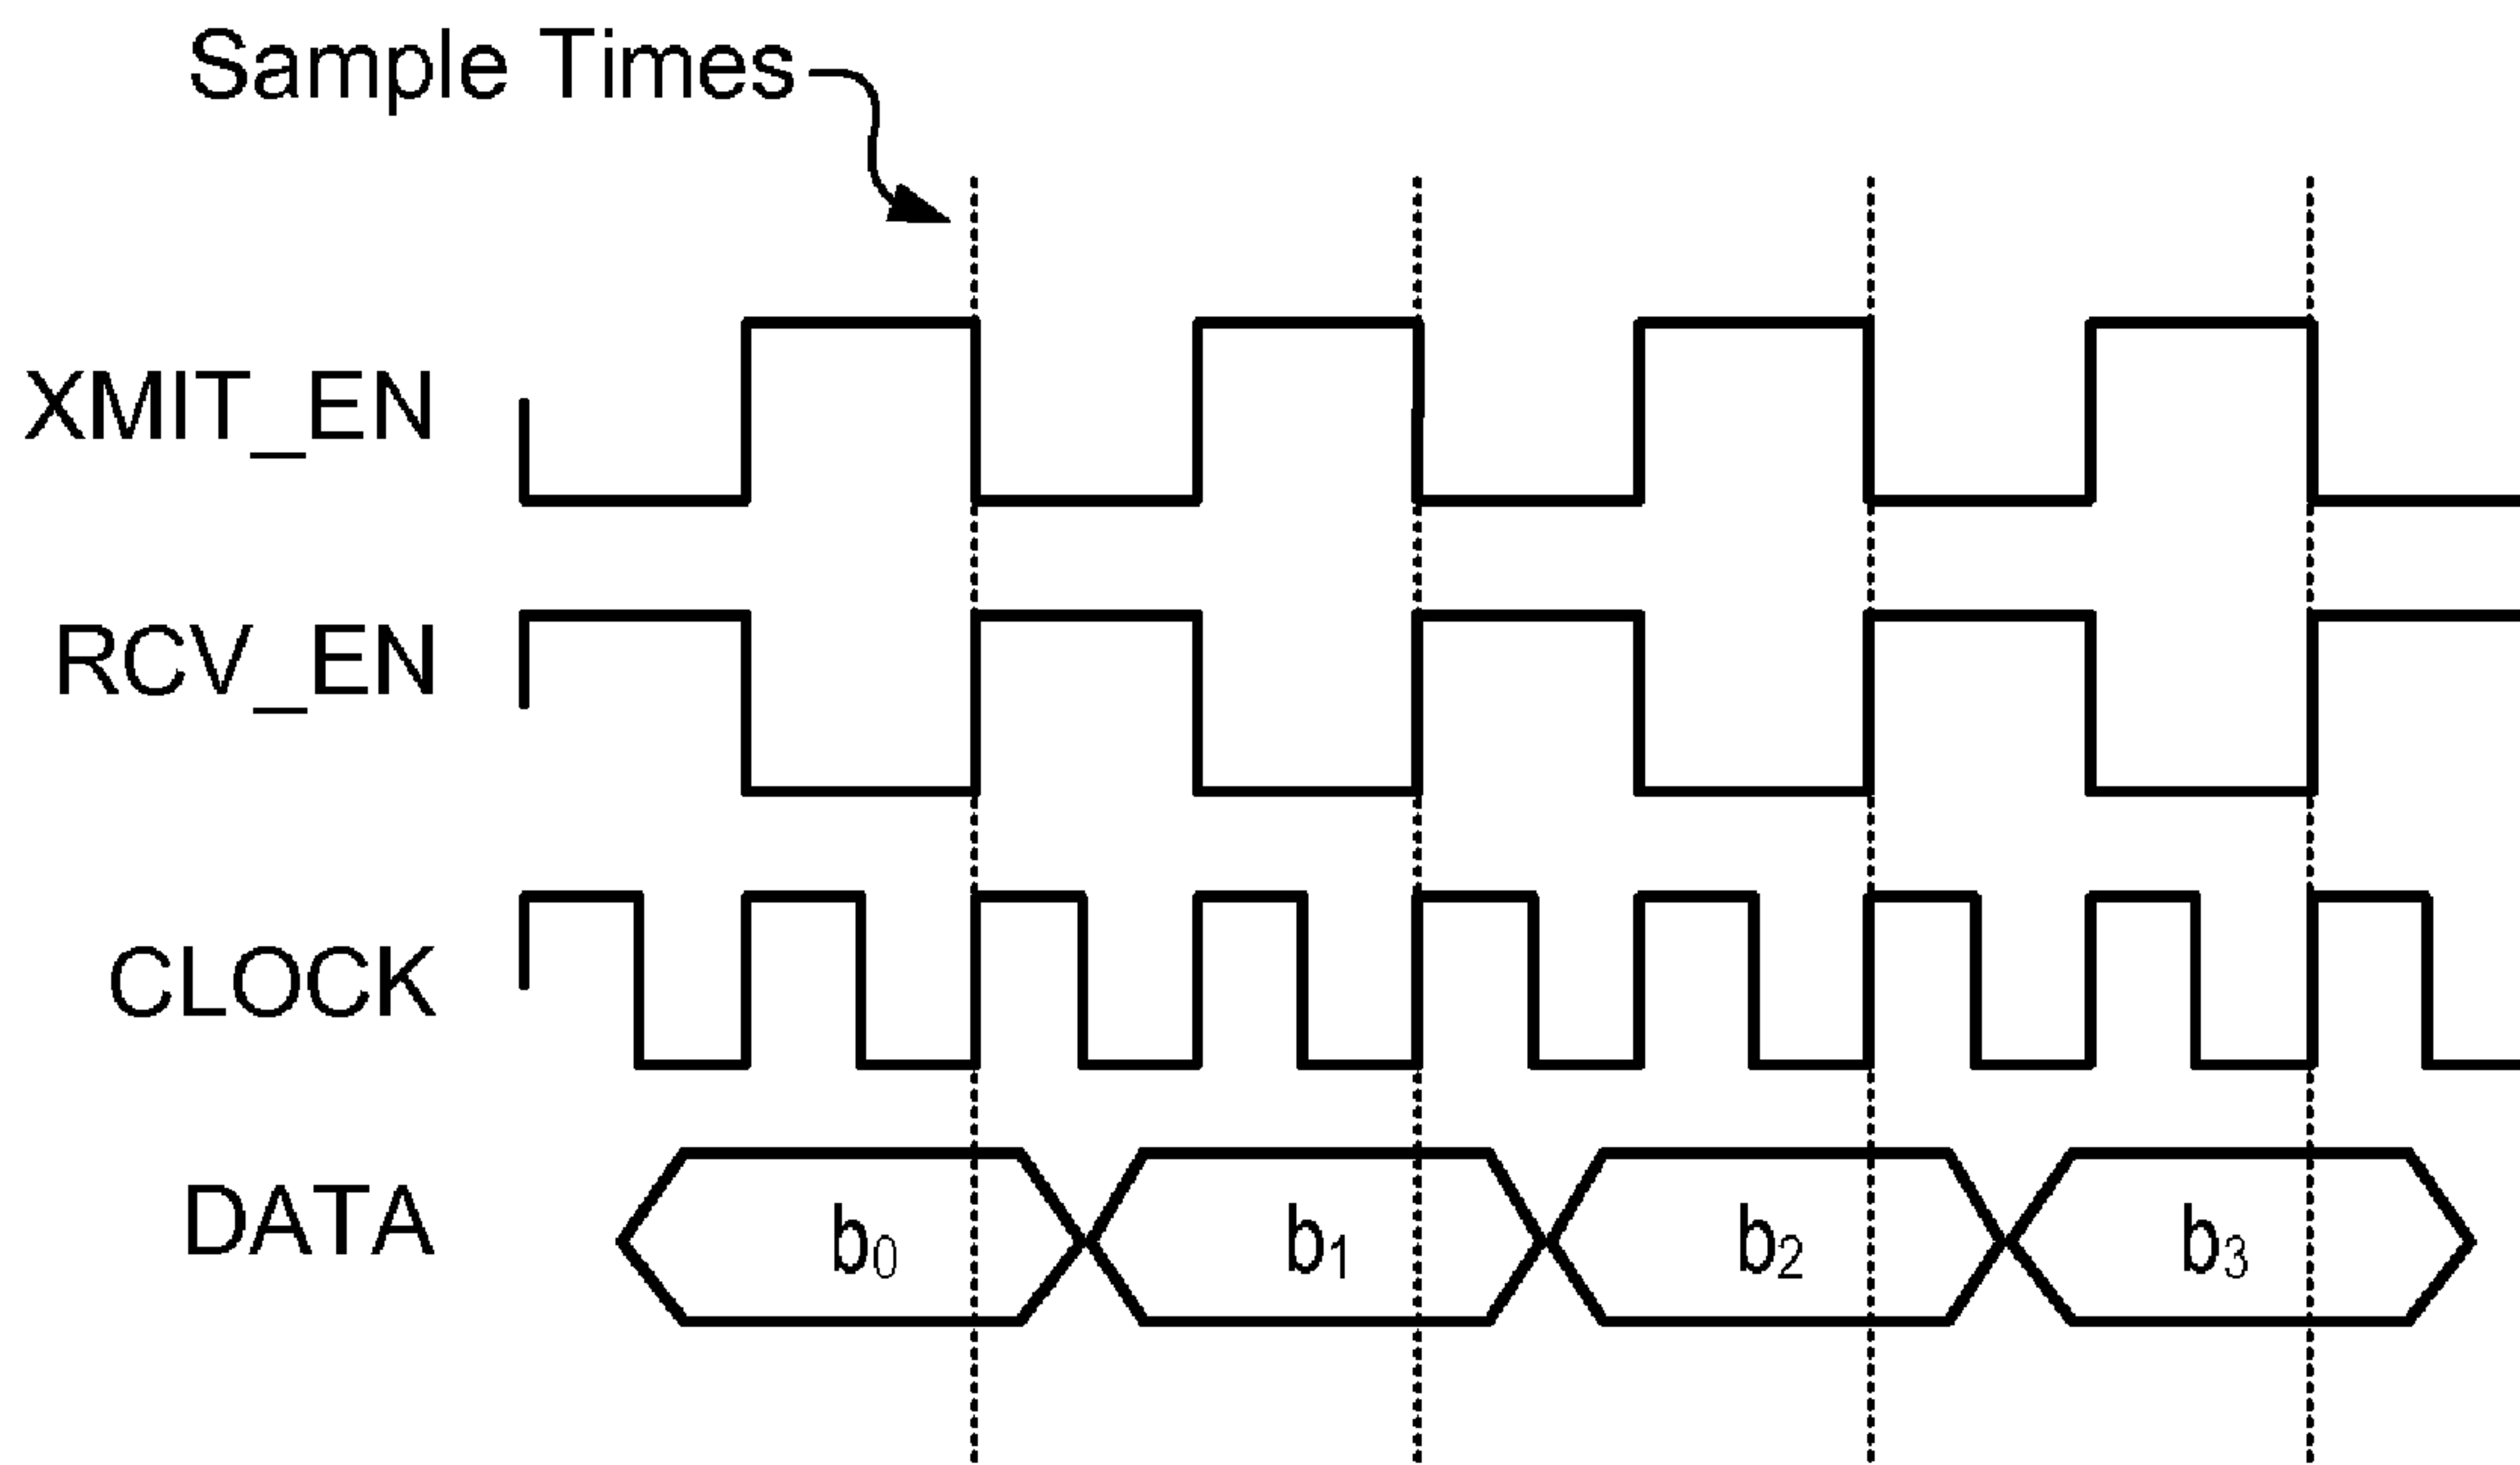 Sample Times
XMIT_EN
RCV_EN
CLOCK
DATA
b₀ b₁ b₂ b₃